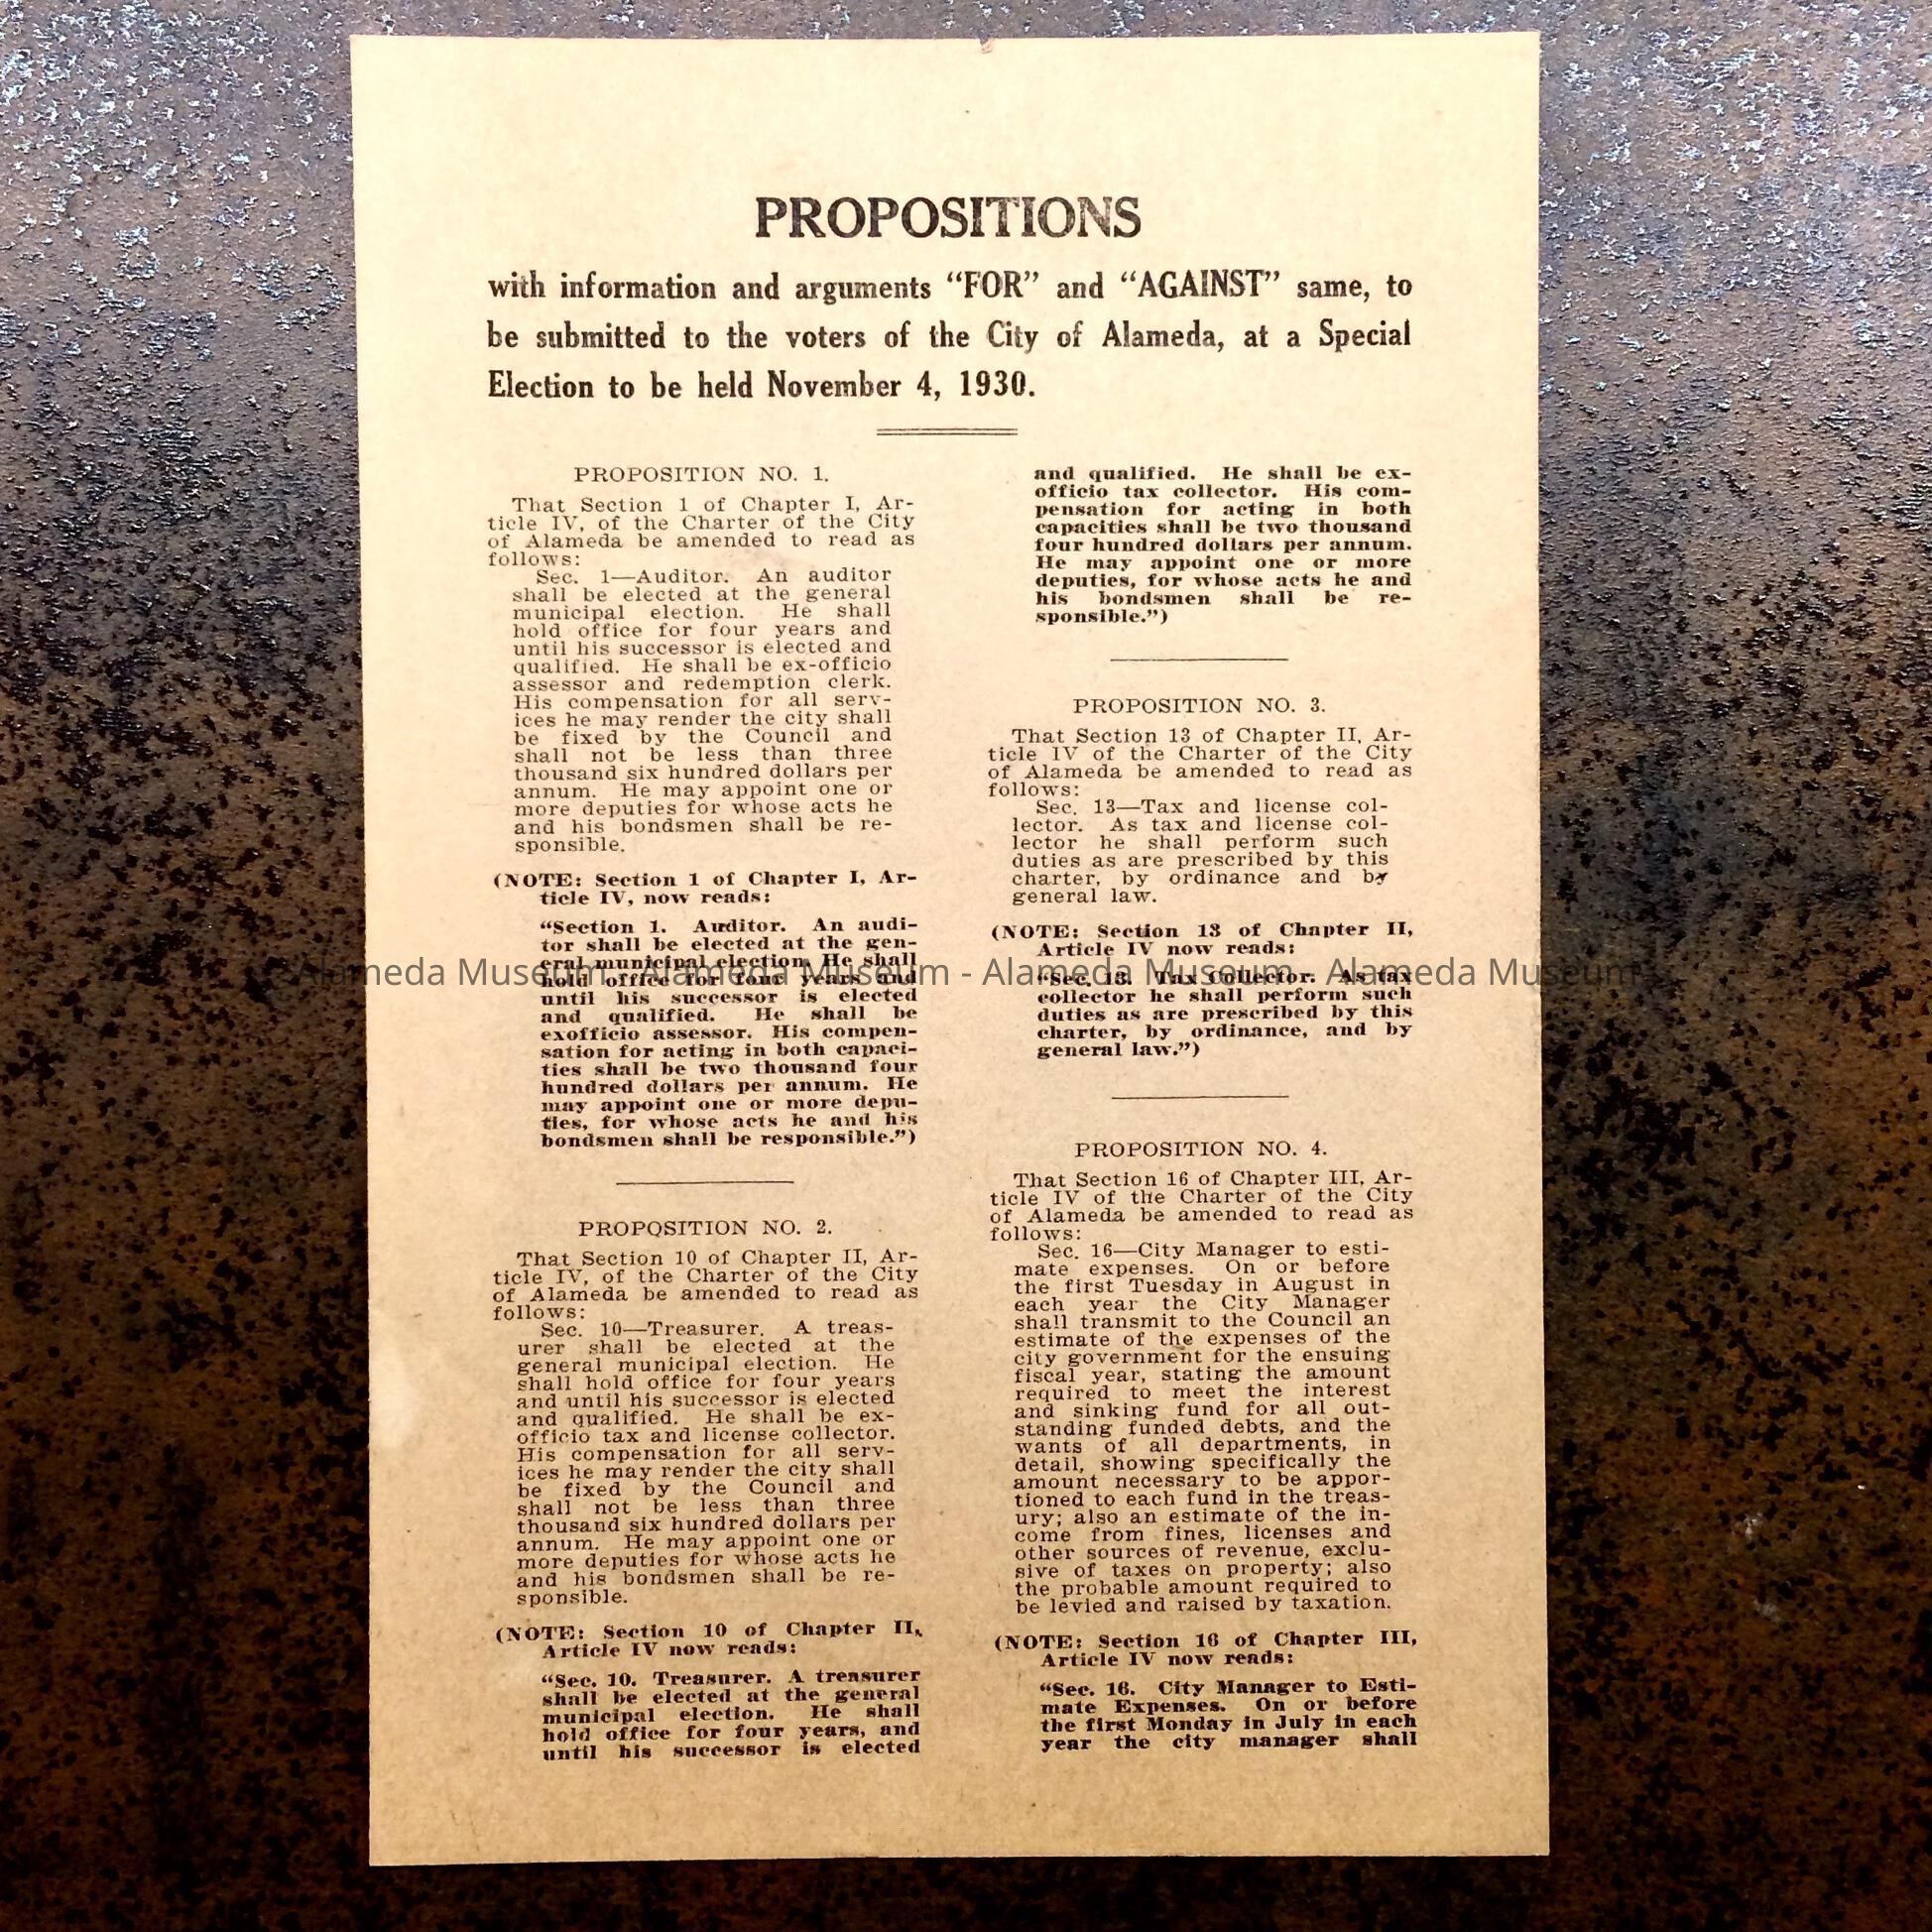 PROPOSITIONS
with information and arguments “FOR” and “AGAINST” same, to
be submitted to the voters of the City of Alameda, at a Special
Election to be held November 4, 1930.
PROPOSITION NO. 1.
That Section 1 of Chapter I, Ar-
ticle IV, of the Charter of the City
of Alameda be amended to read as
follows:
Sec. 1—Auditor. An auditor
shall be elected at the general
municipal election. He shall
hold office for four years and
until his successor is elected and
qualified. He shall be ex-officio
assessor and redemption clerk.
His compensation for all serv-
ices he may render the city shall
be fixed by the Council and
shall not be less than three
thousand six hundred dollars per
annum. He may appoint one or
more deputies for whose acts he
and his bondsmen shall be re-
sponsible.
(NOTE: Section 1 of Chapter I, Ar-
ticle IV, now reads:
“Section 1. Auditor. An audi-
tor shall be elected at the gen-
eral municipal election. He shall
hold office for four years and
until his successor is elected
and qualified. He shall be
exofficio assessor. His compen-
sation for acting in both capaci-
ties shall be two thousand four
hundred dollars per annum. He
may appoint one or more depu-
ties, for whose acts he and his
bondsmen shall be responsible.”)
PROPOSITION NO. 2.
That Section 10 of Chapter II, Ar-
ticle IV, of the Charter of the City
of Alameda be amended to read as
follows:
Sec. 10—Treasurer. A treas-
urer shall be elected at the
general municipal election. He
shall hold office for four years
and until his successor is elected
and qualified. He shall be ex-
officio tax and license collector.
His compensation for all serv-
ices he may render the city shall
be fixed by the Council and
shall not be less than three
thousand six hundred dollars per
annum. He may appoint one or
more deputies for whose acts he
and his bondsmen shall be re-
sponsible.
(NOTE: Section 10 of Chapter II,
Article IV now reads:
“Sec. 10. Treasurer. A treasurer
shall be elected at the general
municipal election. He shall
hold office for four years, and
until his successor is elected
and qualified. He shall be ex-
officio tax collector. His com-
pensation for acting in both
capacities shall be two thousand
four hundred dollars per annum.
He may appoint one or more
deputies, for whose acts he and
his bondsmen shall be re-
sponsible.”)
PROPOSITION NO. 3.
That Section 13 of Chapter II, Ar-
ticle IV of the Charter of the City
of Alameda be amended to read as
follows:
Sec. 13—Tax and license col-
lector. As tax and license col-
lector he shall perform such
duties as are prescribed by this
charter, by ordinance and by
general law.
(NOTE: Section 13 of Chapter II,
Article IV now reads:
“Sec. 13. Tax Collector. As tax
collector he shall perform such
duties as are prescribed by this
charter, by ordinance, and by
general law.”)
PROPOSITION NO. 4.
That Section 16 of Chapter III, Ar-
ticle IV of the Charter of the City
of Alameda be amended to read as
follows:
Sec. 16—City Manager to esti-
mate expenses. On or before
the first Tuesday in August in
each year the City Manager
shall transmit to the Council an
estimate of the expenses of the
city government for the ensuing
fiscal year, stating the amount
required to meet the interest
and sinking fund for all out-
standing funded debts, and the
wants of all departments, in
detail, showing specifically the
amount necessary to be appor-
tioned to each fund in the treas-
ury; also an estimate of the in-
come from fines, licenses and
other sources of revenue, exclu-
sive of taxes on property; also
the probable amount required to
be levied and raised by taxation.
(NOTE: Section 16 of Chapter III,
Article IV now reads:
“Sec. 16. City Manager to Esti-
mate Expenses. On or before
the first Monday in July in each
year the city manager shall
Alameda Museum - Alameda Museum - Alameda Museum - Alameda Museum